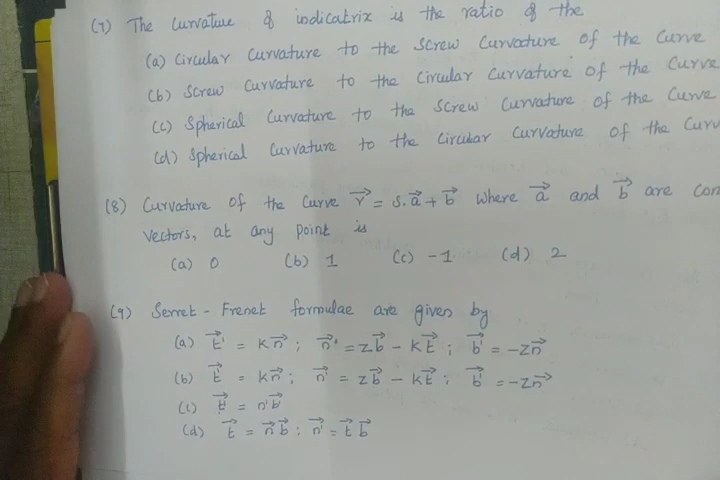 (7) The Curvature of indicatrix is the ratio of the
(a) Circular Curvature to the Screw Curvature of the Curve
(b) Screw Curvature to the Circular Curvature of the Curve
(c) Spherical Curvature to the Screw Curvature of the Curve
(d) Spherical Curvature to the Circular Curvature of the Curv
(8) Curvature of the Curve r⃗ = s.a⃗ + b⃗ where a⃗ and b⃗ are con
Vectors, at any point is
(a) 0 (b) 1 (c) -1 (d) 2
(9) Serret - Frenet formulae are given by
(a) t⃗' = kn⃗ ; n⃗' = zb⃗ - kt⃗ ; b⃗' = -zn⃗
(b) t⃗ = kn⃗ ; n⃗' = zb⃗ - kt⃗ ; b⃗' = -zn⃗
(c) t⃗' = n⃗'b⃗'
(d) t⃗ = n⃗ b⃗ : n⃗' = t⃗ b⃗